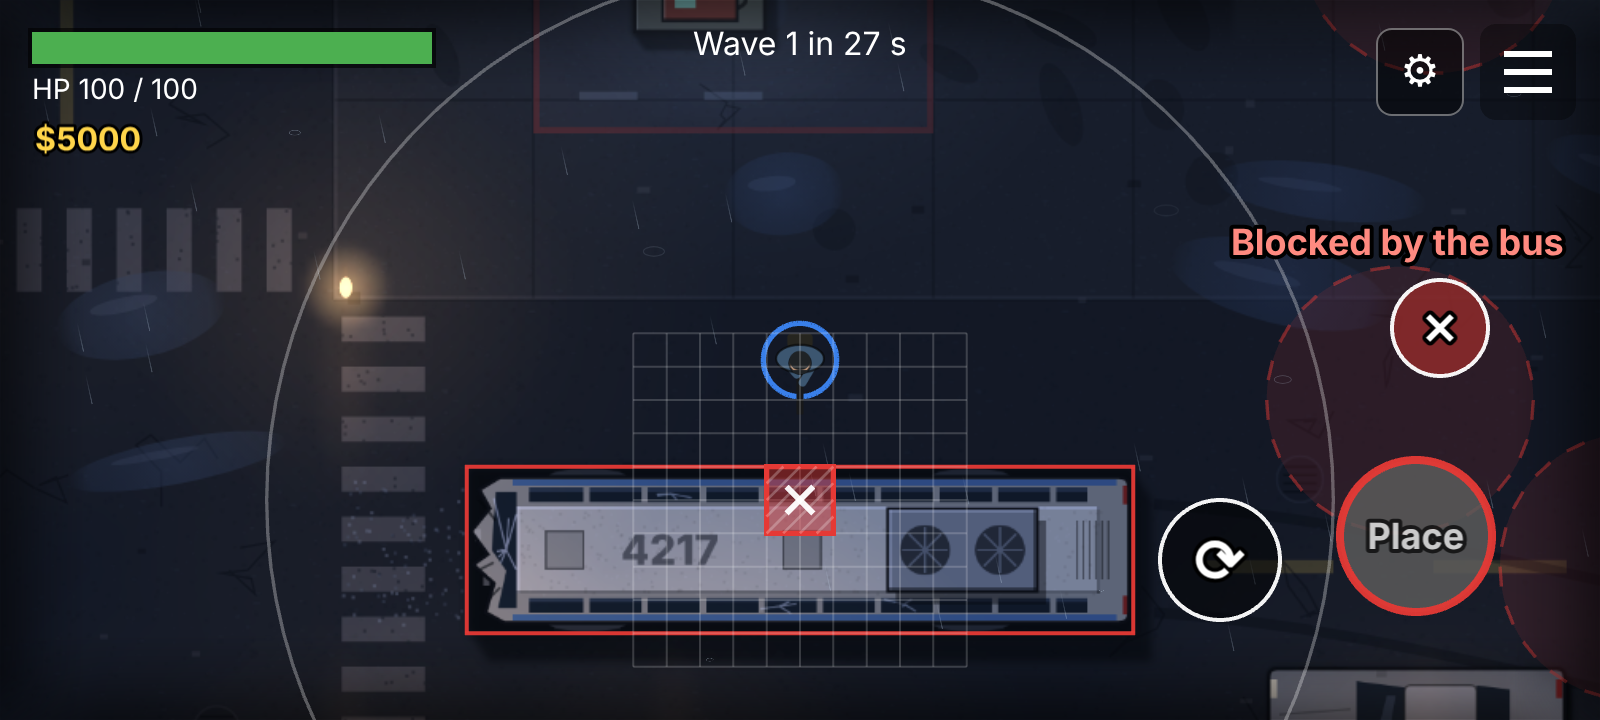 Wave 1 in 27 s
HP 100 / 100
$5000
Blocked by the bus
4217
Place